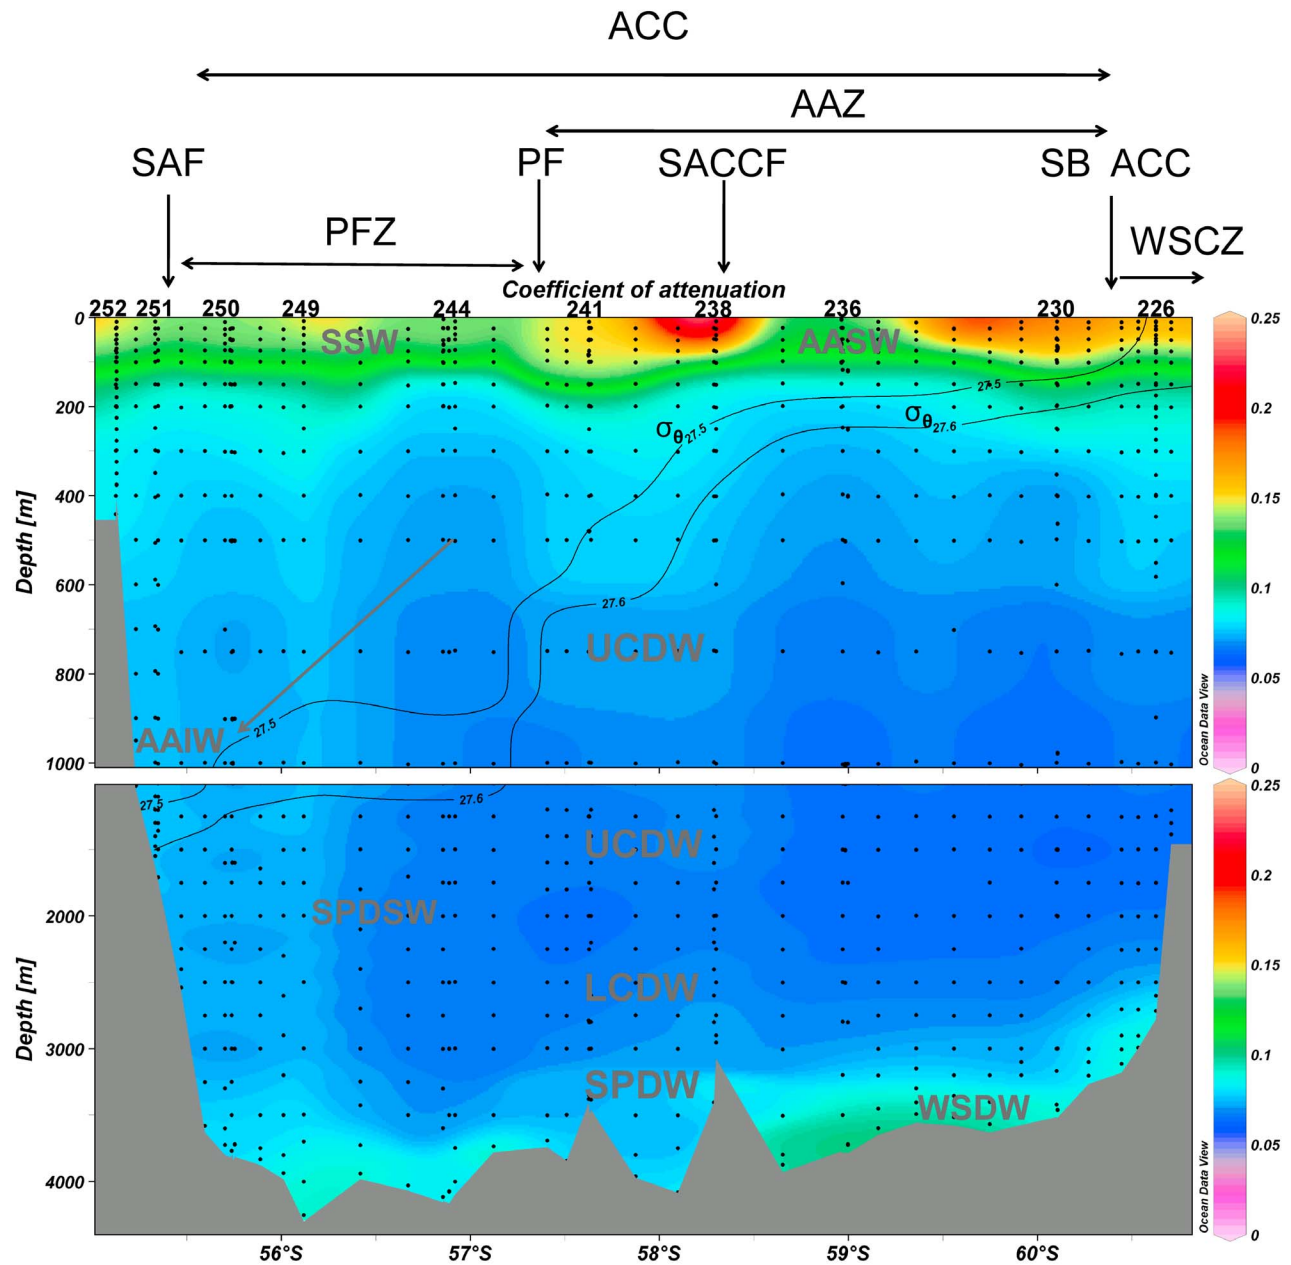 ACC
AAZ
SAF PF SACCF SB ACC
PFZ WSCZ
Coefficient of attenuation
252 251 250 249 244 241 238 236 230 226
SSW AASW
27.5
σθ 27.5
σθ 27.6
27.6
UCDW
27.5
AAIW
0
200
400
600
800
1000
Depth [m]
0.25
0.2
0.15
0.1
0.05
0
Ocean Data View
27.5 27.6
UCDW
SPDSW
LCDW
SPDW
WSDW
2000
3000
4000
Depth [m]
56°S 57°S 58°S 59°S 60°S
0.25
0.2
0.15
0.1
0.05
0
Ocean Data View